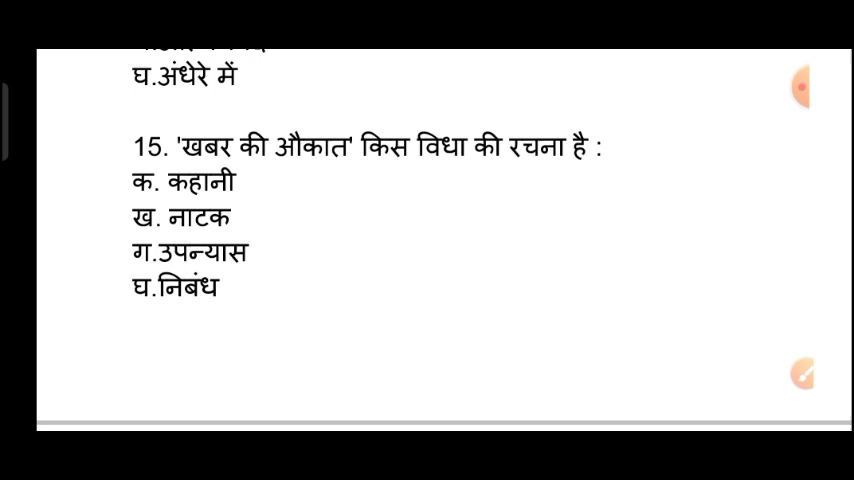 घ.अंधेरे में
15. 'खबर की औकात' किस विधा की रचना है :
क. कहानी
ख. नाटक
ग.उपन्यास
घ.निबंध